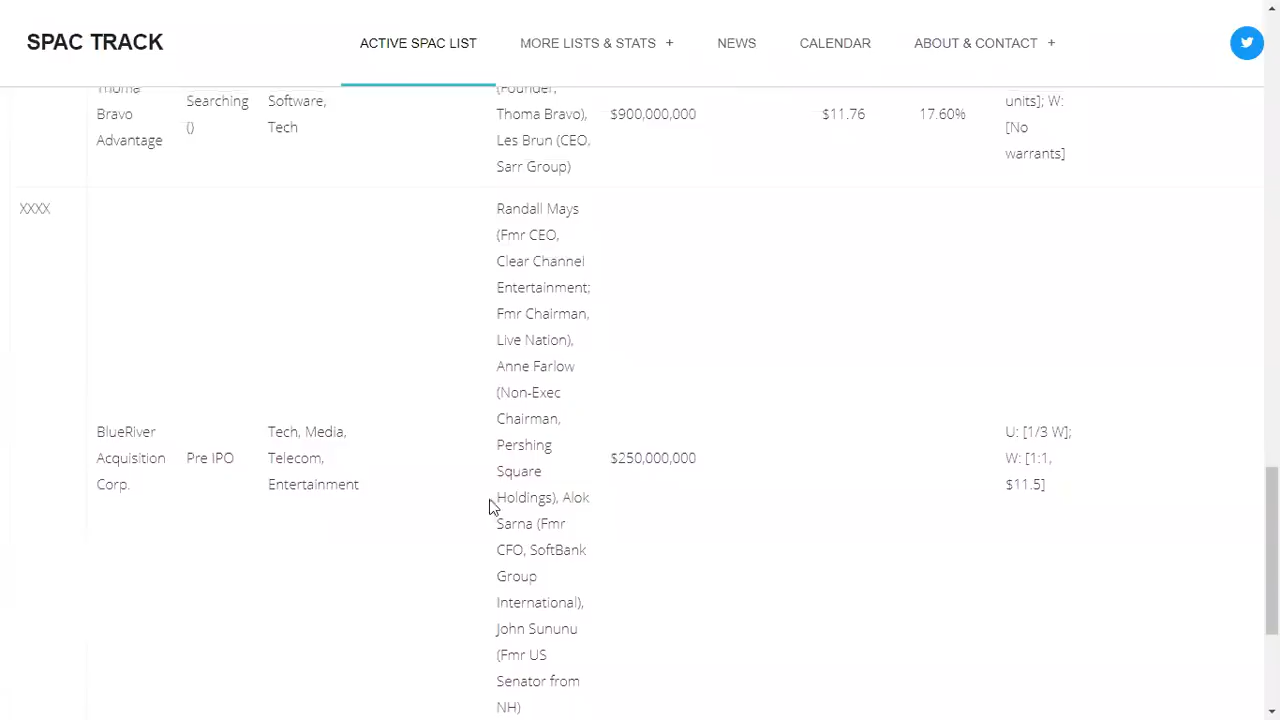 SPAC TRACK
ACTIVE SPAC LIST
MORE LISTS & STATS +
NEWS
CALENDAR
ABOUT & CONTACT +
Thoma
Bravo
Advantage
Searching
()
Software,
Tech
(Founder,
Thoma Bravo),
Les Brun (CEO,
Sarr Group)
$900,000,000
$11.76
17.60%
units]; W:
[No
warrants]
XXXX
BlueRiver
Acquisition
Corp.
Pre IPO
Tech, Media,
Telecom,
Entertainment
Randall Mays
(Fmr CEO,
Clear Channel
Entertainment;
Fmr Chairman,
Live Nation),
Anne Farlow
(Non-Exec
Chairman,
Pershing
Square
Holdings), Alok
Sarna (Fmr
CFO, SoftBank
Group
International),
John Sununu
(Fmr US
Senator from
NH)
$250,000,000
U: [1/3 W];
W: [1:1,
$11.5]